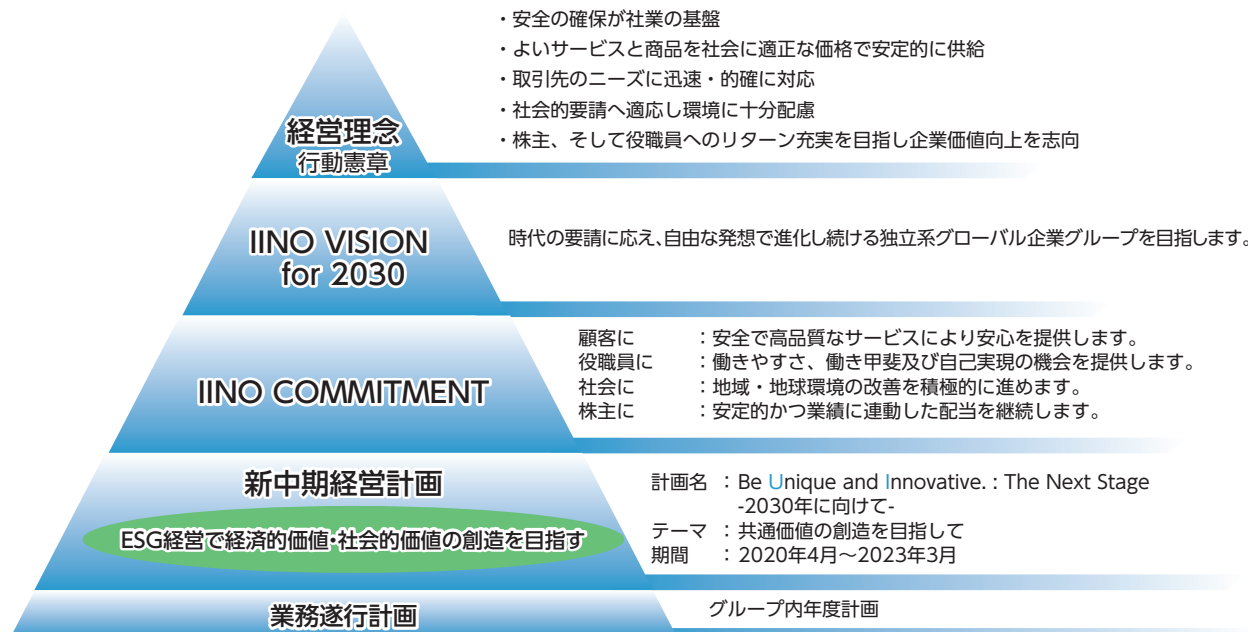 ・安全の確保が社業の基盤
・よいサービスと商品を社会に適正な価格で安定的に供給
・取引先のニーズに迅速・的確に対応
・社会的要請へ適応し環境に十分配慮
・株主、そして役職員へのリターン充実を目指し企業価値向上を志向
経営理念
行動憲章
IINO VISION
for 2030
時代の要請に応え、自由な発想で進化し続ける独立系グローバル企業グループを目指します。
IINO COMMITMENT
顧客に　　：安全で高品質なサービスにより安心を提供します。
役職員に　：働きやすさ、働き甲斐及び自己実現の機会を提供します。
社会に　　：地域・地球環境の改善を積極的に進めます。
株主に　　：安定的かつ業績に連動した配当を継続します。
新中期経営計画
ESG経営で経済的価値・社会的価値の創造を目指す
計画名　：Be Unique and Innovative. : The Next Stage
-2030年に向けて-
テーマ　：共通価値の創造を目指して
期間　　：2020年4月～2023年3月
業務遂行計画
グループ内年度計画